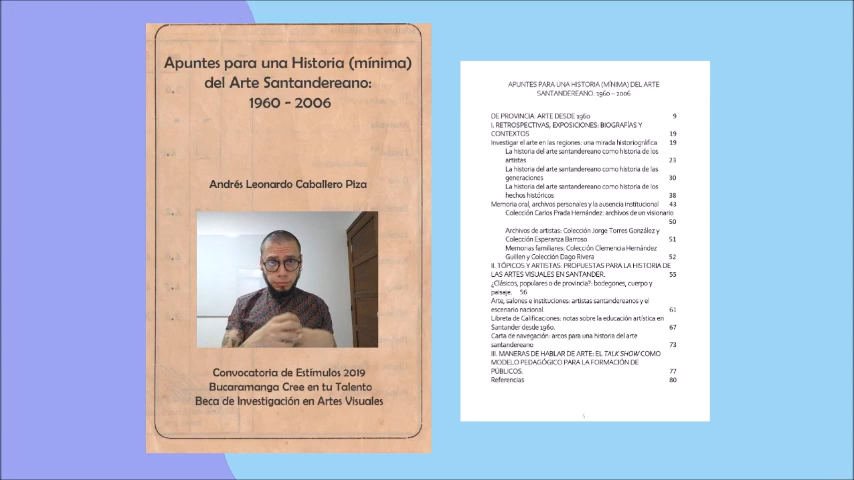 Apuntes para una Historia (mínima)
del Arte Santandereano:
1960 - 2006
Andrés Leonardo Caballero Piza
Convocatoria de Estímulos 2019
Bucaramanga Cree en tu Talento
Beca de Investigación en Artes Visuales
APUNTES PARA UNA HISTORIA (MÍNIMA) DEL ARTE
SANTANDEREANO. 1960 – 2006
DE PROVINCIA: ARTE DESDE 1960 9
I. RETROSPECTIVAS, EXPOSICIONES: BIOGRAFÍAS Y
CONTEXTOS 19
Investigar el arte en las regiones: una mirada historiográfica 19
La historia del arte santandereano como historia de los
artistas 23
La historia del arte santandereano como historia de las
generaciones 30
La historia del arte santandereano como historia de los
hechos históricos 38
Memoria oral, archivos personales y la ausencia institucional 43
Colección Carlos Prada Hernández: archivos de un visionario
50
Archivos de artistas: Colección Jorge Torres González y
Colección Esperanza Barroso 51
Memorias familiares: Colección Clemencia Hernández
Guillen y Colección Dago Rivera 52
II. TÓPICOS Y ARTISTAS: PROPUESTAS PARA LA HISTORIA DE
LAS ARTES VISUALES EN SANTANDER. 55
¿Clásicos, populares o de provincia?: bodegones, cuerpo y
paisaje. 56
Arte, salones e instituciones: artistas santandereanos y el
escenario nacional 61
Libreta de Calificaciones: notas sobre la educación artística en
Santander desde 1960. 67
Carta de navegación: arcos para una historia del arte
santandereano 73
III. MANERAS DE HABLAR DE ARTE: EL TALK SHOW COMO
MODELO PEDAGÓGICO PARA LA FORMACIÓN DE
PÚBLICOS. 77
Referencias 80